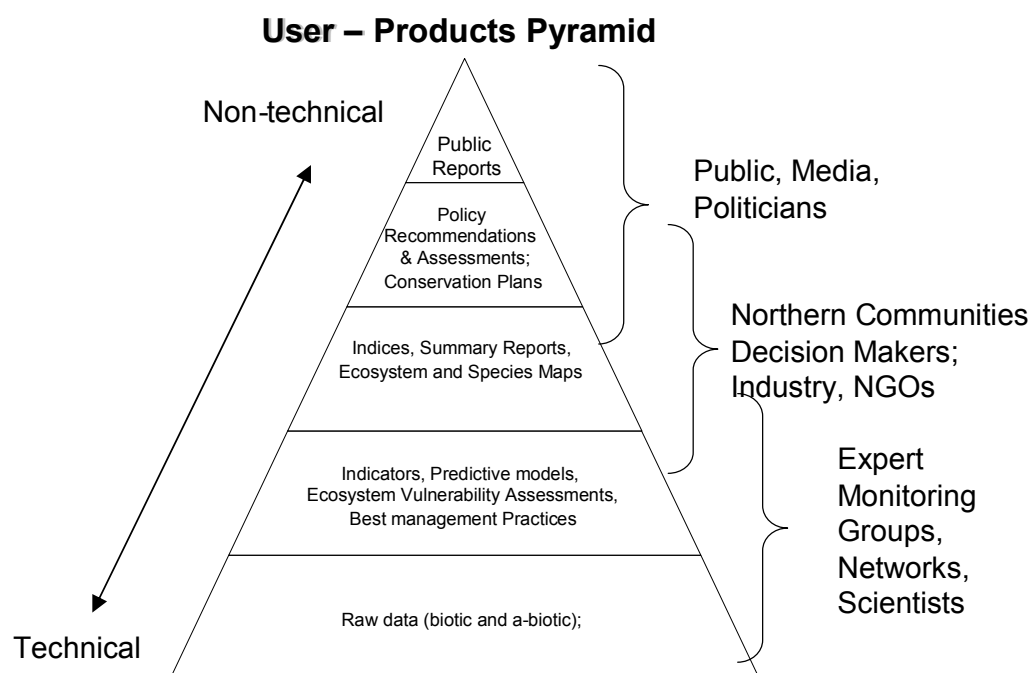 User – Products Pyramid
Non-technical
Public
Reports
Policy
Recommendations
& Assessments;
Conservation Plans
Indices, Summary Reports,
Ecosystem and Species Maps
Indicators, Predictive models,
Ecosystem Vulnerability Assessments,
Best management Practices
Raw data (biotic and a-biotic);
Technical
Public, Media,
Politicians
Northern Communities
Decision Makers;
Industry, NGOs
Expert
Monitoring
Groups,
Networks,
Scientists